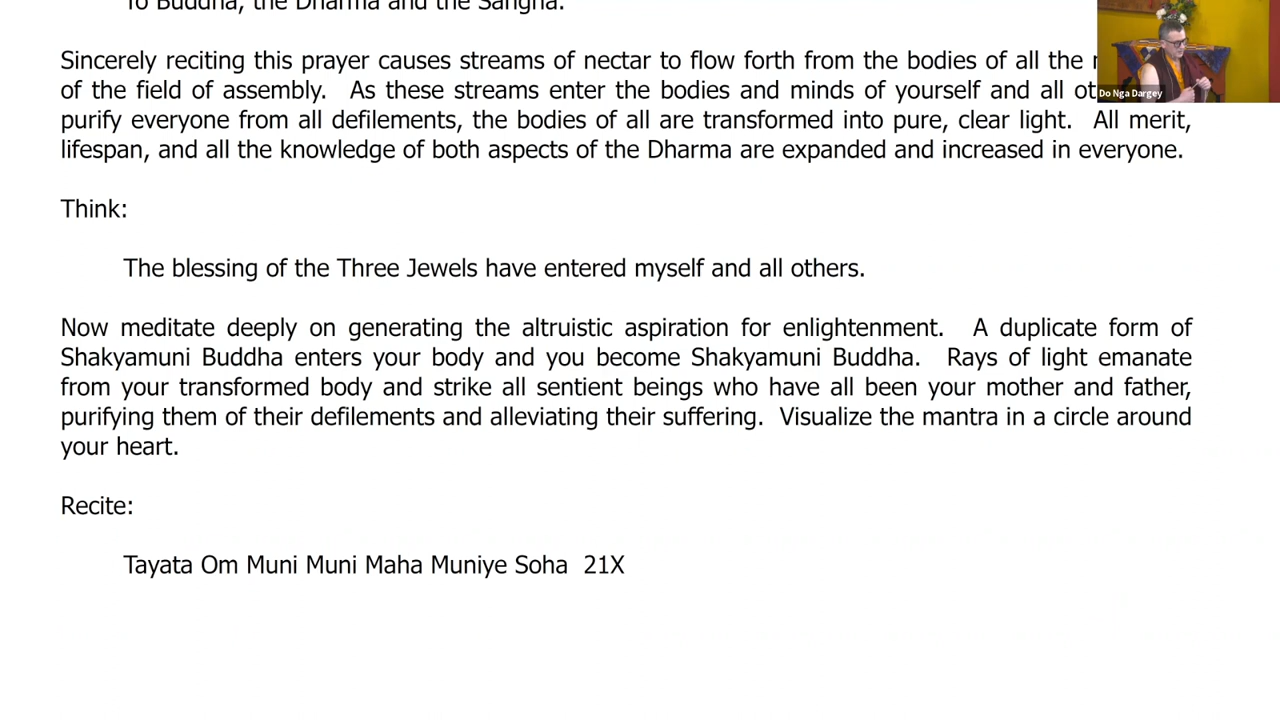 To Buddha, the Dharma and the Sangha.
Sincerely reciting this prayer causes streams of nectar to flow forth from the bodies of all the
of the field of assembly. As these streams enter the bodies and minds of yourself and all
purify everyone from all defilements, the bodies of all are transformed into pure, clear light. All merit,
lifespan, and all the knowledge of both aspects of the Dharma are expanded and increased in everyone.
Think:
The blessing of the Three Jewels have entered myself and all others.
Now meditate deeply on generating the altruistic aspiration for enlightenment. A duplicate form of
Shakyamuni Buddha enters your body and you become Shakyamuni Buddha. Rays of light emanate
from your transformed body and strike all sentient beings who have all been your mother and father,
purifying them of their defilements and alleviating their suffering. Visualize the mantra in a circle around
your heart.
Recite:
Tayata Om Muni Muni Maha Muniye Soha 21X
Do Nga Dargey